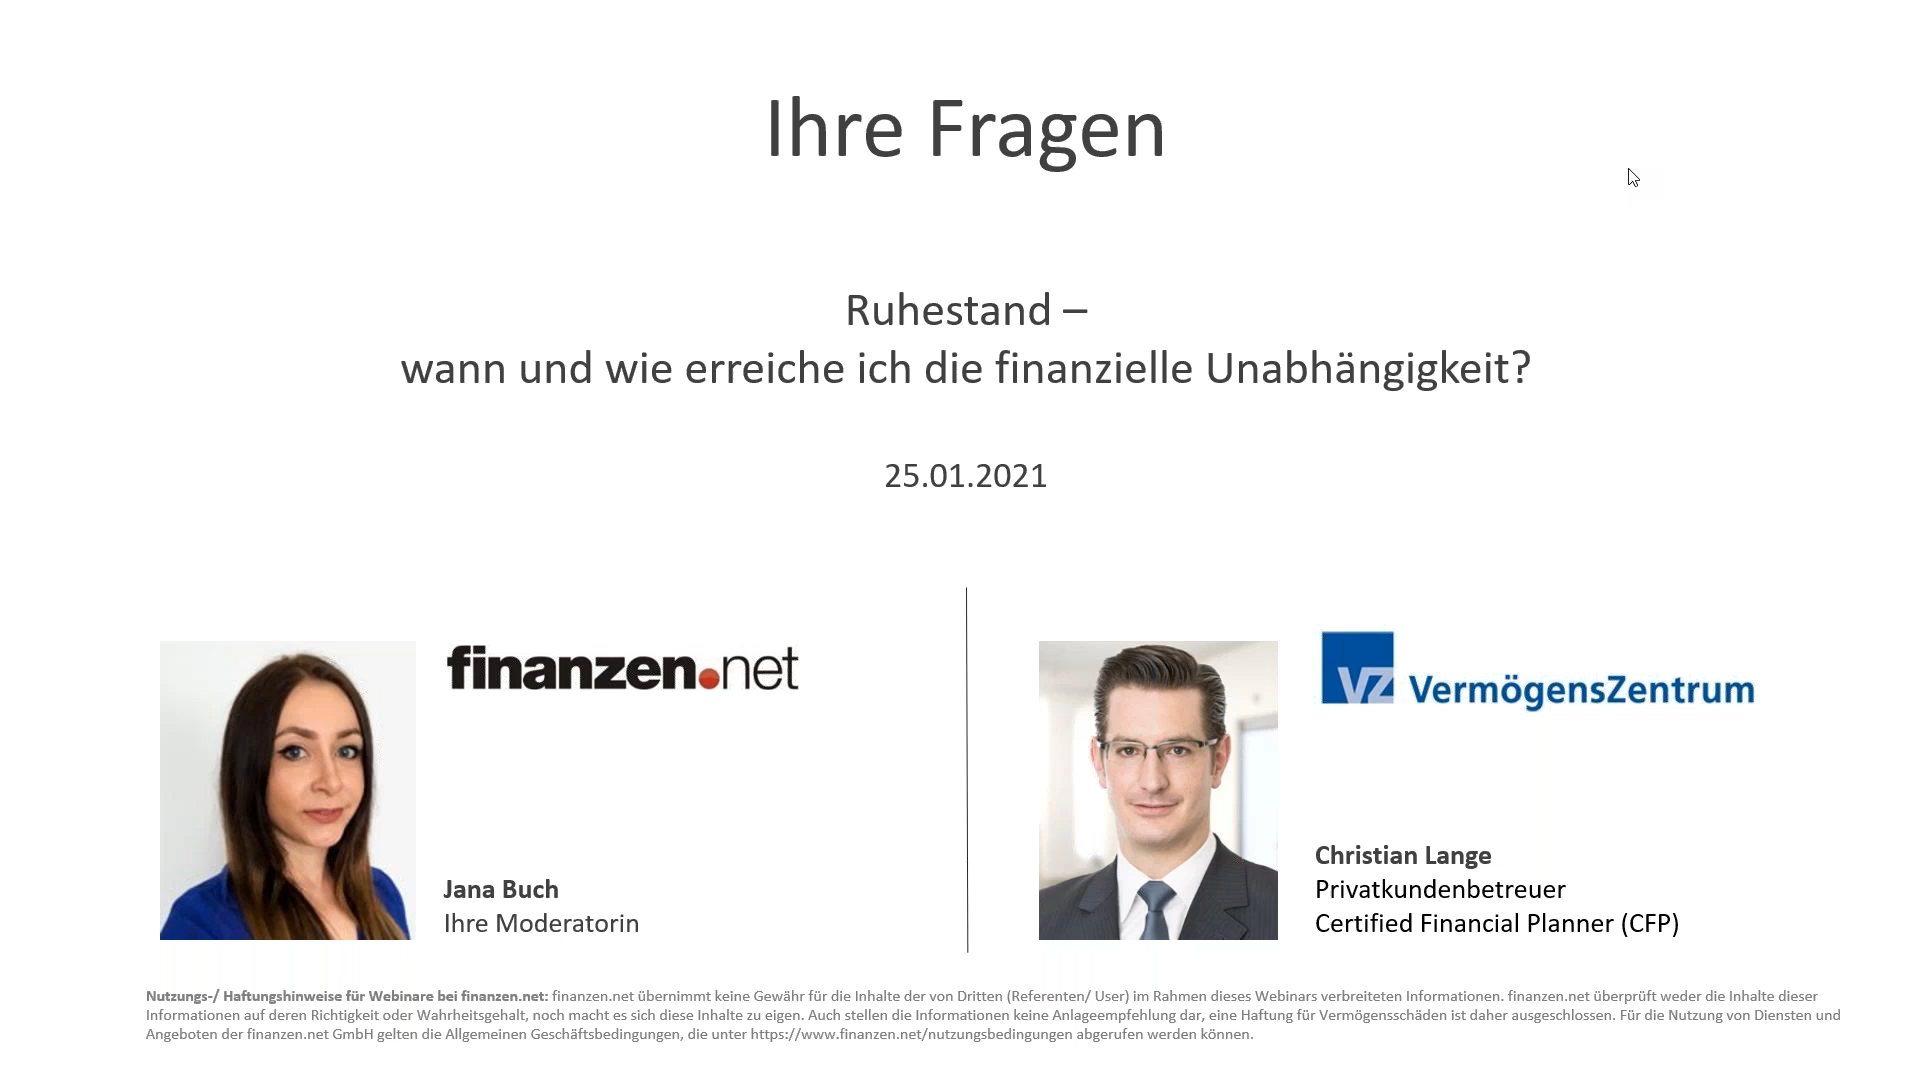 Ihre Fragen
Ruhestand –
wann und wie erreiche ich die finanzielle Unabhängigkeit?
25.01.2021
finanzen.net
Jana Buch
Ihre Moderatorin
VZ VermögensZentrum
Christian Lange
Privatkundenbetreuer
Certified Financial Planner (CFP)
Nutzungs-/ Haftungshinweise für Webinare bei finanzen.net: finanzen.net übernimmt keine Gewähr für die Inhalte der von Dritten (Referenten/ User) im Rahmen dieses Webinars verbreiteten Informationen. finanzen.net überprüft weder die Inhalte dieser
Informationen auf deren Richtigkeit oder Wahrheitsgehalt, noch macht es sich diese Inhalte zu eigen. Auch stellen die Informationen keine Anlageempfehlung dar, eine Haftung für Vermögensschäden ist daher ausgeschlossen. Für die Nutzung von Diensten und
Angeboten der finanzen.net GmbH gelten die Allgemeinen Geschäftsbedingungen, die unter https://www.finanzen.net/nutzungsbedingungen abgerufen werden können.